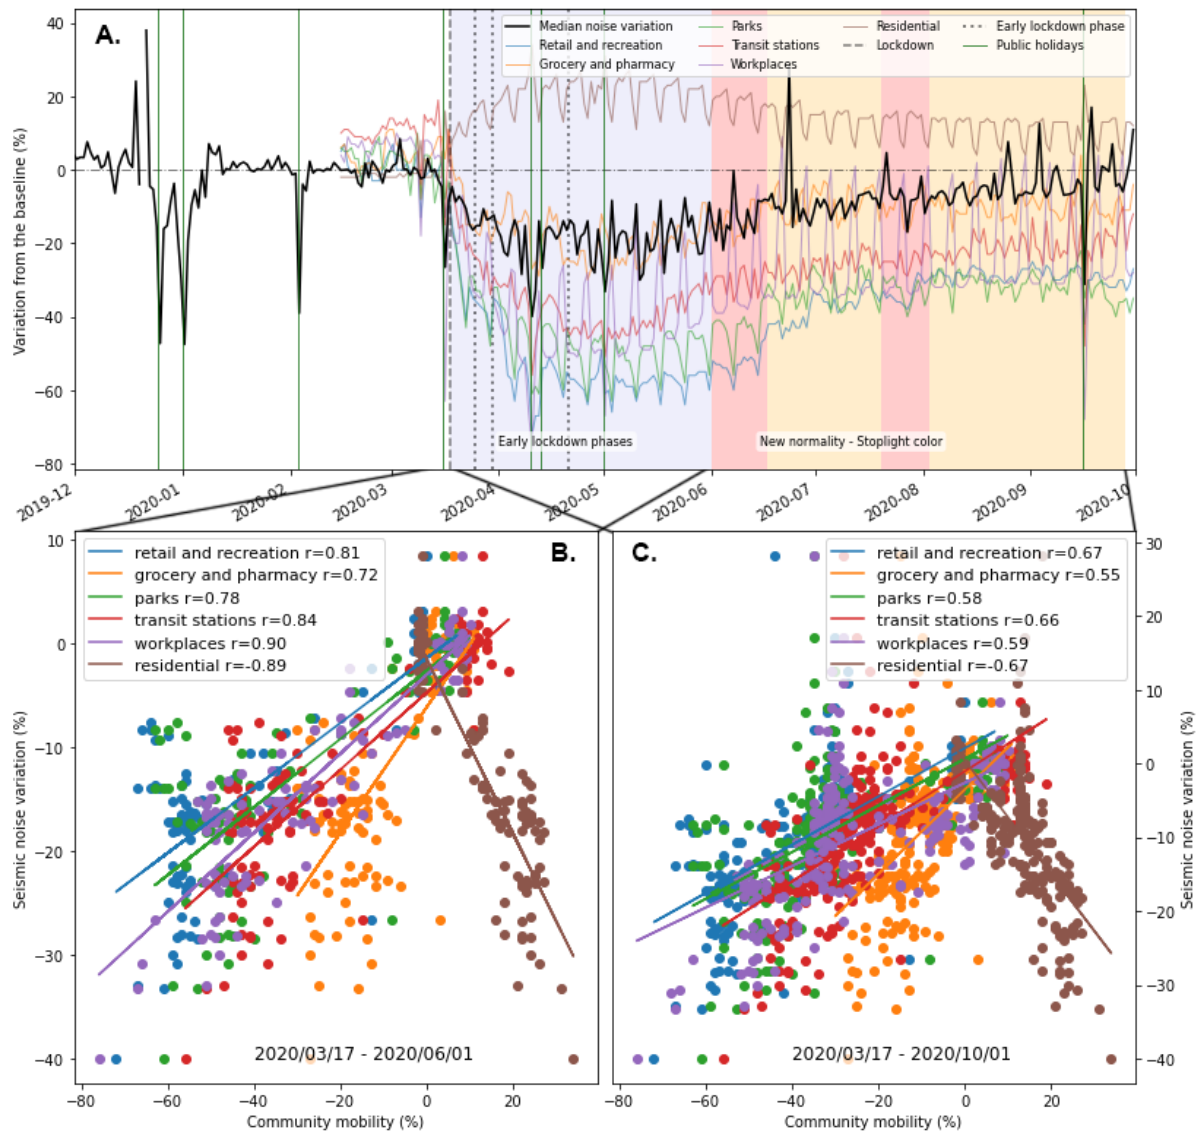 A.
Median noise variation
Retail and recreation
Grocery and pharmacy
Parks
Transit stations
Workplaces
Residential
Lockdown
Early lockdown phase
Public holidays
Variation from the baseline (%)
40
20
0
−20
−40
−60
−80
Early lockdown phases
New normality - Stoplight color
2019-12
2020-01
2020-02
2020-03
2020-04
2020-05
2020-06
2020-07
2020-08
2020-09
2020-10
B.
retail and recreation r=0.81
grocery and pharmacy r=0.72
parks r=0.78
transit stations r=0.84
workplaces r=0.90
residential r=-0.89
Seismic noise variation (%)
10
0
−10
−20
−30
−40
2020/03/17 - 2020/06/01
−80
−60
−40
−20
0
20
Community mobility (%)
C.
retail and recreation r=0.67
grocery and pharmacy r=0.55
parks r=0.58
transit stations r=0.66
workplaces r=0.59
residential r=-0.67
30
20
10
0
−10
−20
−30
−40
Seismic noise variation (%)
2020/03/17 - 2020/10/01
−80
−60
−40
−20
0
20
Community mobility (%)